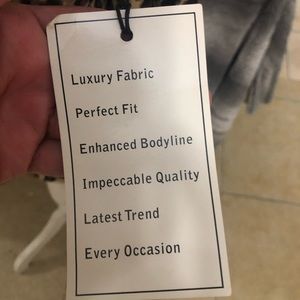 Luxury Fabric
Perfect Fit
Enhanced Bodyline
Impeccable Quality
Latest Trend
Every Occasion